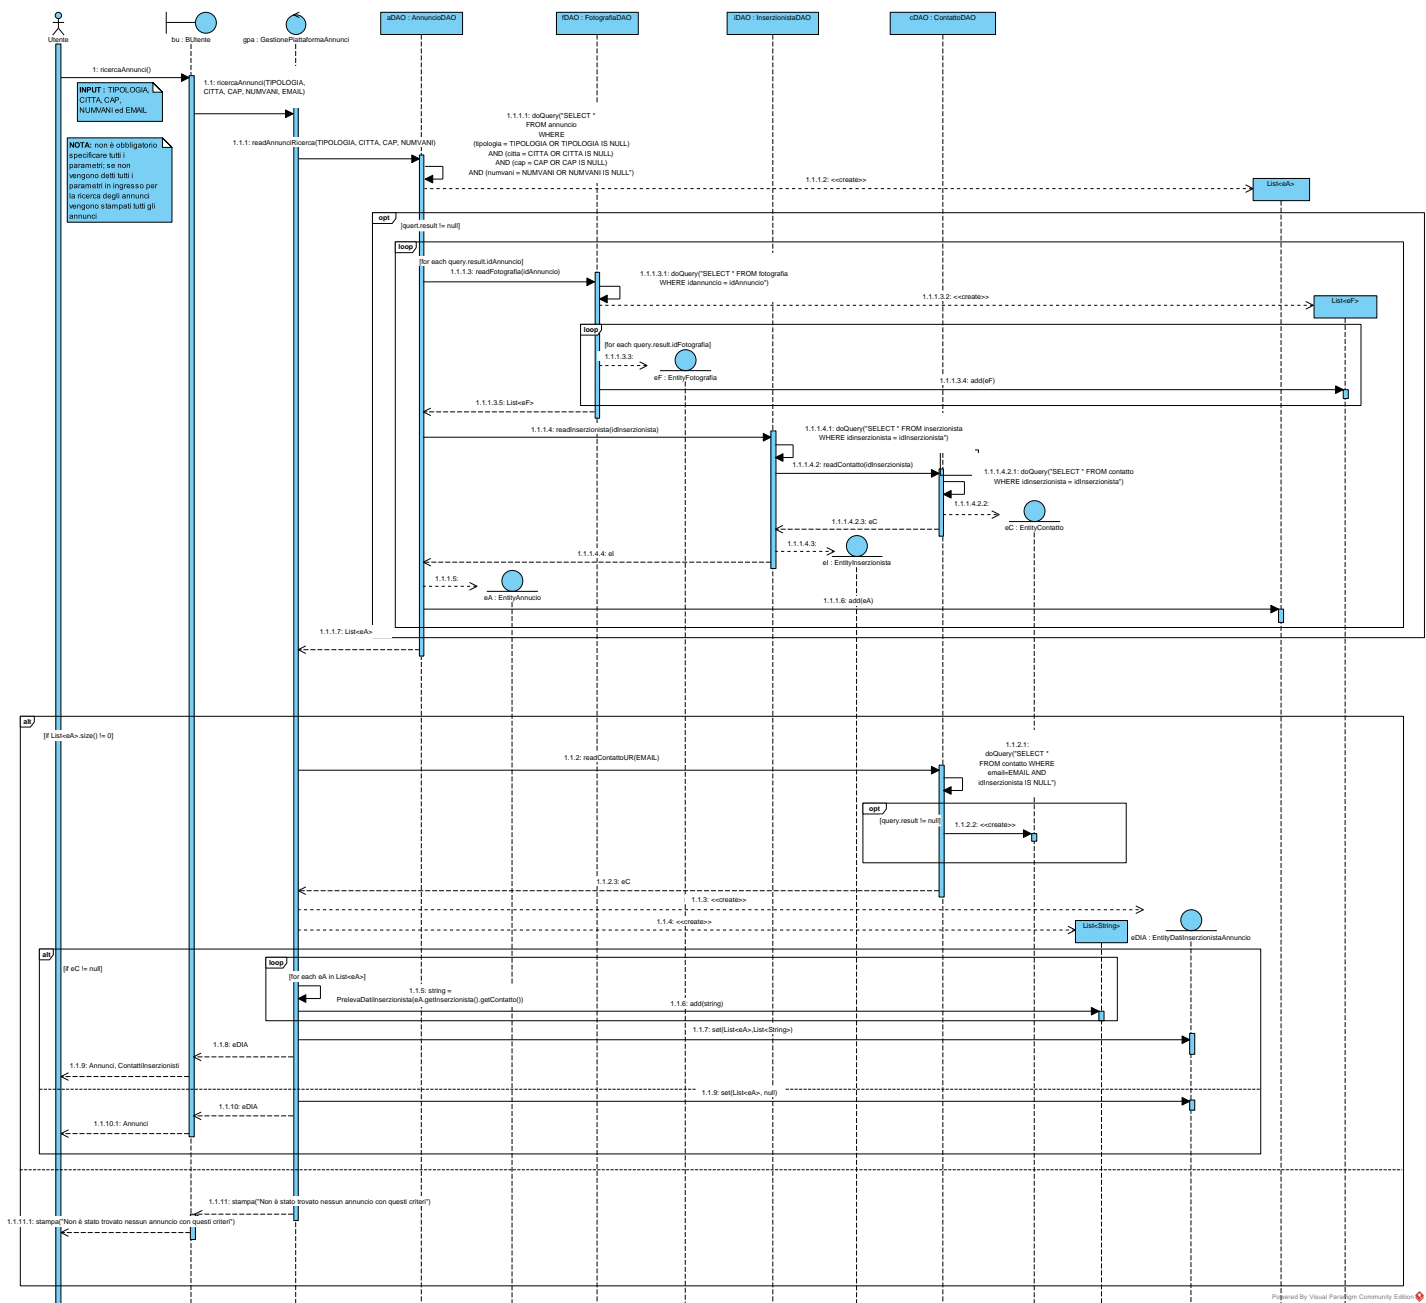 aDAO : AnnuncioDAO
fDAO : FotografiaDAO
iDAO : InserzionistaDAO
cDAO : ContattoDAO
Utente
bu : BUtente
gpa : GestionePiattaformaAnnunci
1: ricercaAnnunci()
INPUT : TIPOLOGIA,
CITTA, CAP,
NUMVANI ed EMAIL
1.1: ricercaAnnunci(TIPOLOGIA,
CITTA, CAP, NUMVANI, EMAIL)
NOTA: non è obbligatorio
specificare tutti i
parametri; se non
vengono detti tutti i
parametri in ingresso per
la ricerca degli annunci
vengono stampati tutti gli
annunci
1.1.1: readAnnunciRicerca(TIPOLOGIA, CITTA, CAP, NUMVANI)
1.1.1.1: doQuery("SELECT *
FROM annuncio
WHERE
(tipologia = TIPOLOGIA OR TIPOLOGIA IS NULL)
AND (citta = CITTA OR CITTA IS NULL)
AND (cap = CAP OR CAP IS NULL)
AND (numvani = NUMVANI OR NUMVANI IS NULL")
1.1.1.2: <<create>>
List<eA>
opt
[quert.result != null]
loop
[for each query.result.idAnnuncio]
1.1.1.3: readFotografia(idAnnuncio)
1.1.1.3.1: doQuery("SELECT * FROM fotografia
WHERE idannuncio = idAnnuncio")
1.1.1.3.2: <<create>>
List<eF>
loop
[for each query.result.idFotografia]
1.1.1.3.3:
eF : EntityFotografia
1.1.1.3.4: add(eF)
1.1.1.3.5: List<eF>
1.1.1.4: readInserzionista(idInserzionista)
1.1.1.4.1: doQuery("SELECT * FROM inserzionista
WHERE idinserzionista = idInserzionista")
1.1.1.4.2: readContatto(idInserzionista)
1.1.1.4.2.1: doQuery("SELECT * FROM contatto
WHERE idinserzionista = idInserzionista")
1.1.1.4.2.2:
eC : EntityContatto
1.1.1.4.2.3: eC
1.1.1.4.3:
eI : EntityInserzionista
1.1.1.4.4: eI
1.1.1.5:
eA : EntityAnnucio
1.1.1.6: add(eA)
1.1.1.7: List<eA>
alt
[if List<eA>.size() != 0]
1.1.2: readContattoUR(EMAIL)
1.1.2.1:
doQuery("SELECT *
FROM contatto WHERE
email=EMAIL AND
idInserzionista IS NULL")
opt
[query.result != null]
1.1.2.2: <<create>>
1.1.2.3: eC
1.1.3: <<create>>
1.1.4: <<create>>
List<String>
eDIA : EntityDatiInserzionistaAnnuncio
alt
[if eC != null]
loop
[for each eA in List<eA>]
1.1.5: string =
PrelevaDatiInserzionista(eA.getInserzionista().getContatto())
1.1.6: add(string)
1.1.7: set(List<eA>,List<String>)
1.1.8: eDIA
1.1.9: Annunci, ContattiInserzionisti
1.1.9: set(List<eA>, null)
1.1.10: eDIA
1.1.10.1: Annunci
1.1.11: stampa("Non è stato trovato nessun annuncio con questi criteri")
1.1.11.1: stampa("Non è stato trovato nessun annuncio con questi criteri")
Powered By Visual Paradigm Community Edition